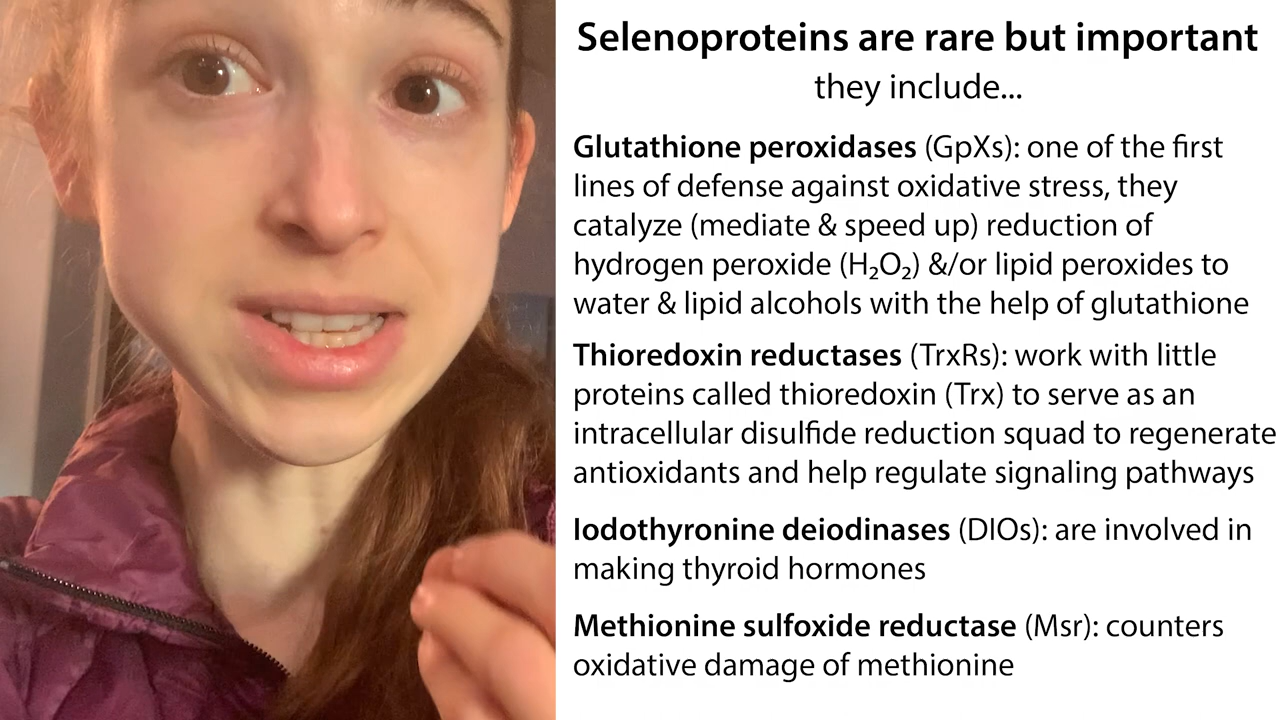 Selenoproteins are rare but important
they include...
Glutathione peroxidases (GpXs): one of the first
lines of defense against oxidative stress, they
catalyze (mediate & speed up) reduction of
hydrogen peroxide (H₂O₂) &/or lipid peroxides to
water & lipid alcohols with the help of glutathione
Thioredoxin reductases (TrxRs): work with little
proteins called thioredoxin (Trx) to serve as an
intracellular disulfide reduction squad to regenerate
antioxidants and help regulate signaling pathways
Iodothyronine deiodinases (DIOs): are involved in
making thyroid hormones
Methionine sulfoxide reductase (Msr): counters
oxidative damage of methionine